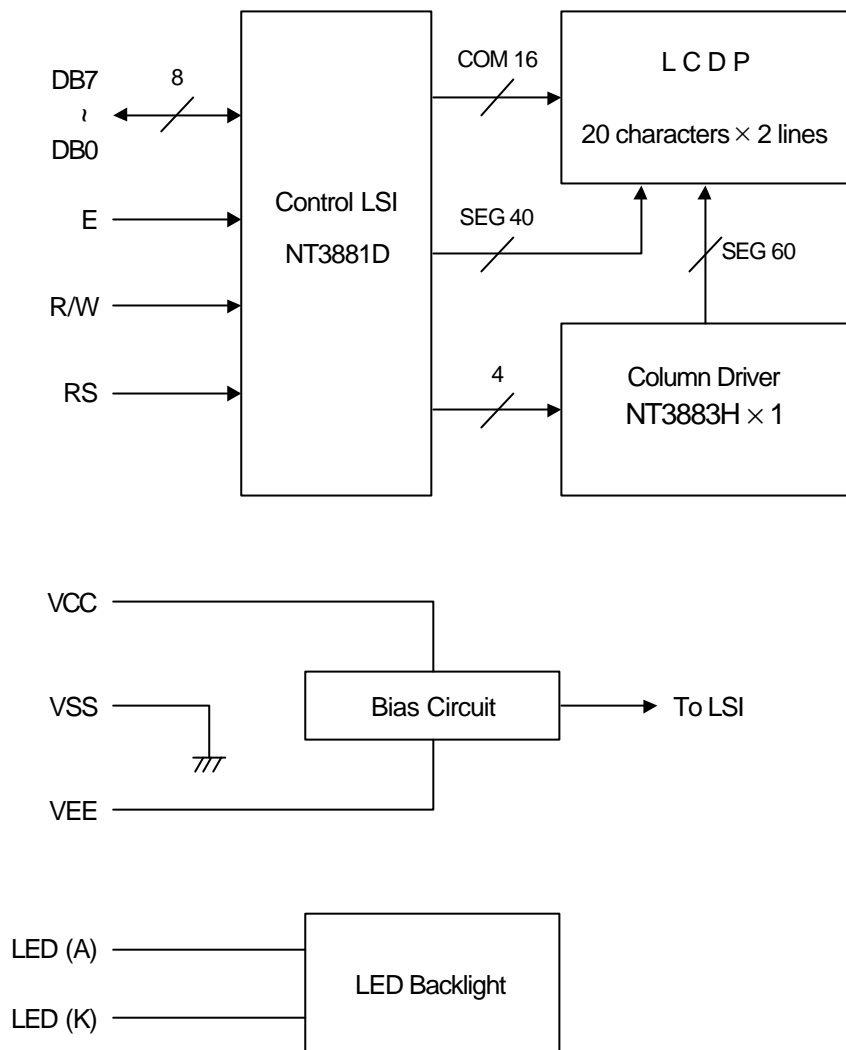 DB7
~
DB0
8
E
R/W
RS
Control LSI
NT3881D
COM 16
SEG 40
4
L C D P
20 characters × 2 lines
SEG 60
Column Driver
NT3883H × 1
VCC
VSS
VEE
Bias Circuit
To LSI
LED (A)
LED (K)
LED Backlight